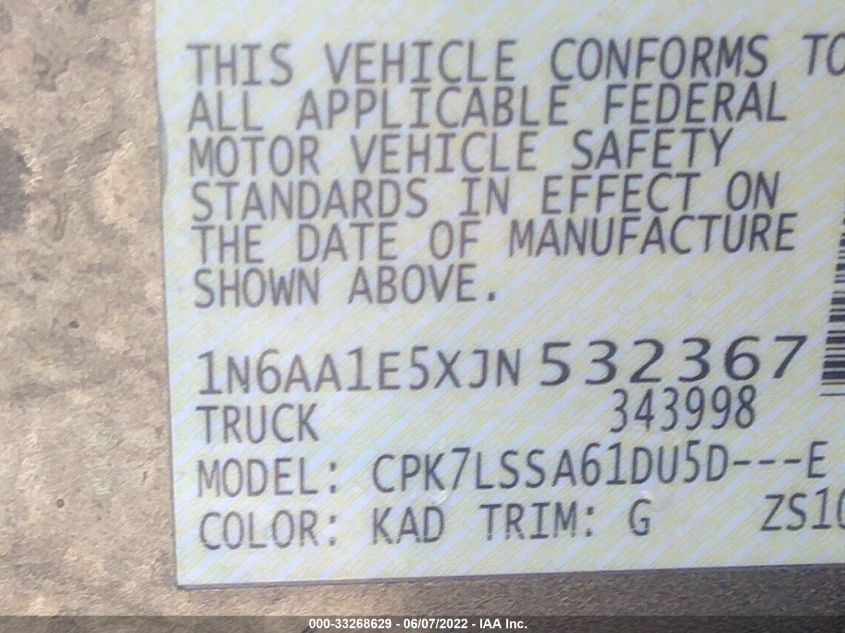 THIS VEHICLE CONFORMS TO
ALL APPLICABLE FEDERAL
MOTOR VEHICLE SAFETY
STANDARDS IN EFFECT ON
THE DATE OF MANUFACTURE
SHOWN ABOVE.
1N6AA1E5XJN532367
TRUCK 343998
MODEL: CPK7LSSA61DU5D---E
COLOR: KAD TRIM: G ZS10
000-33268629 - 06/07/2022 - IAA Inc.